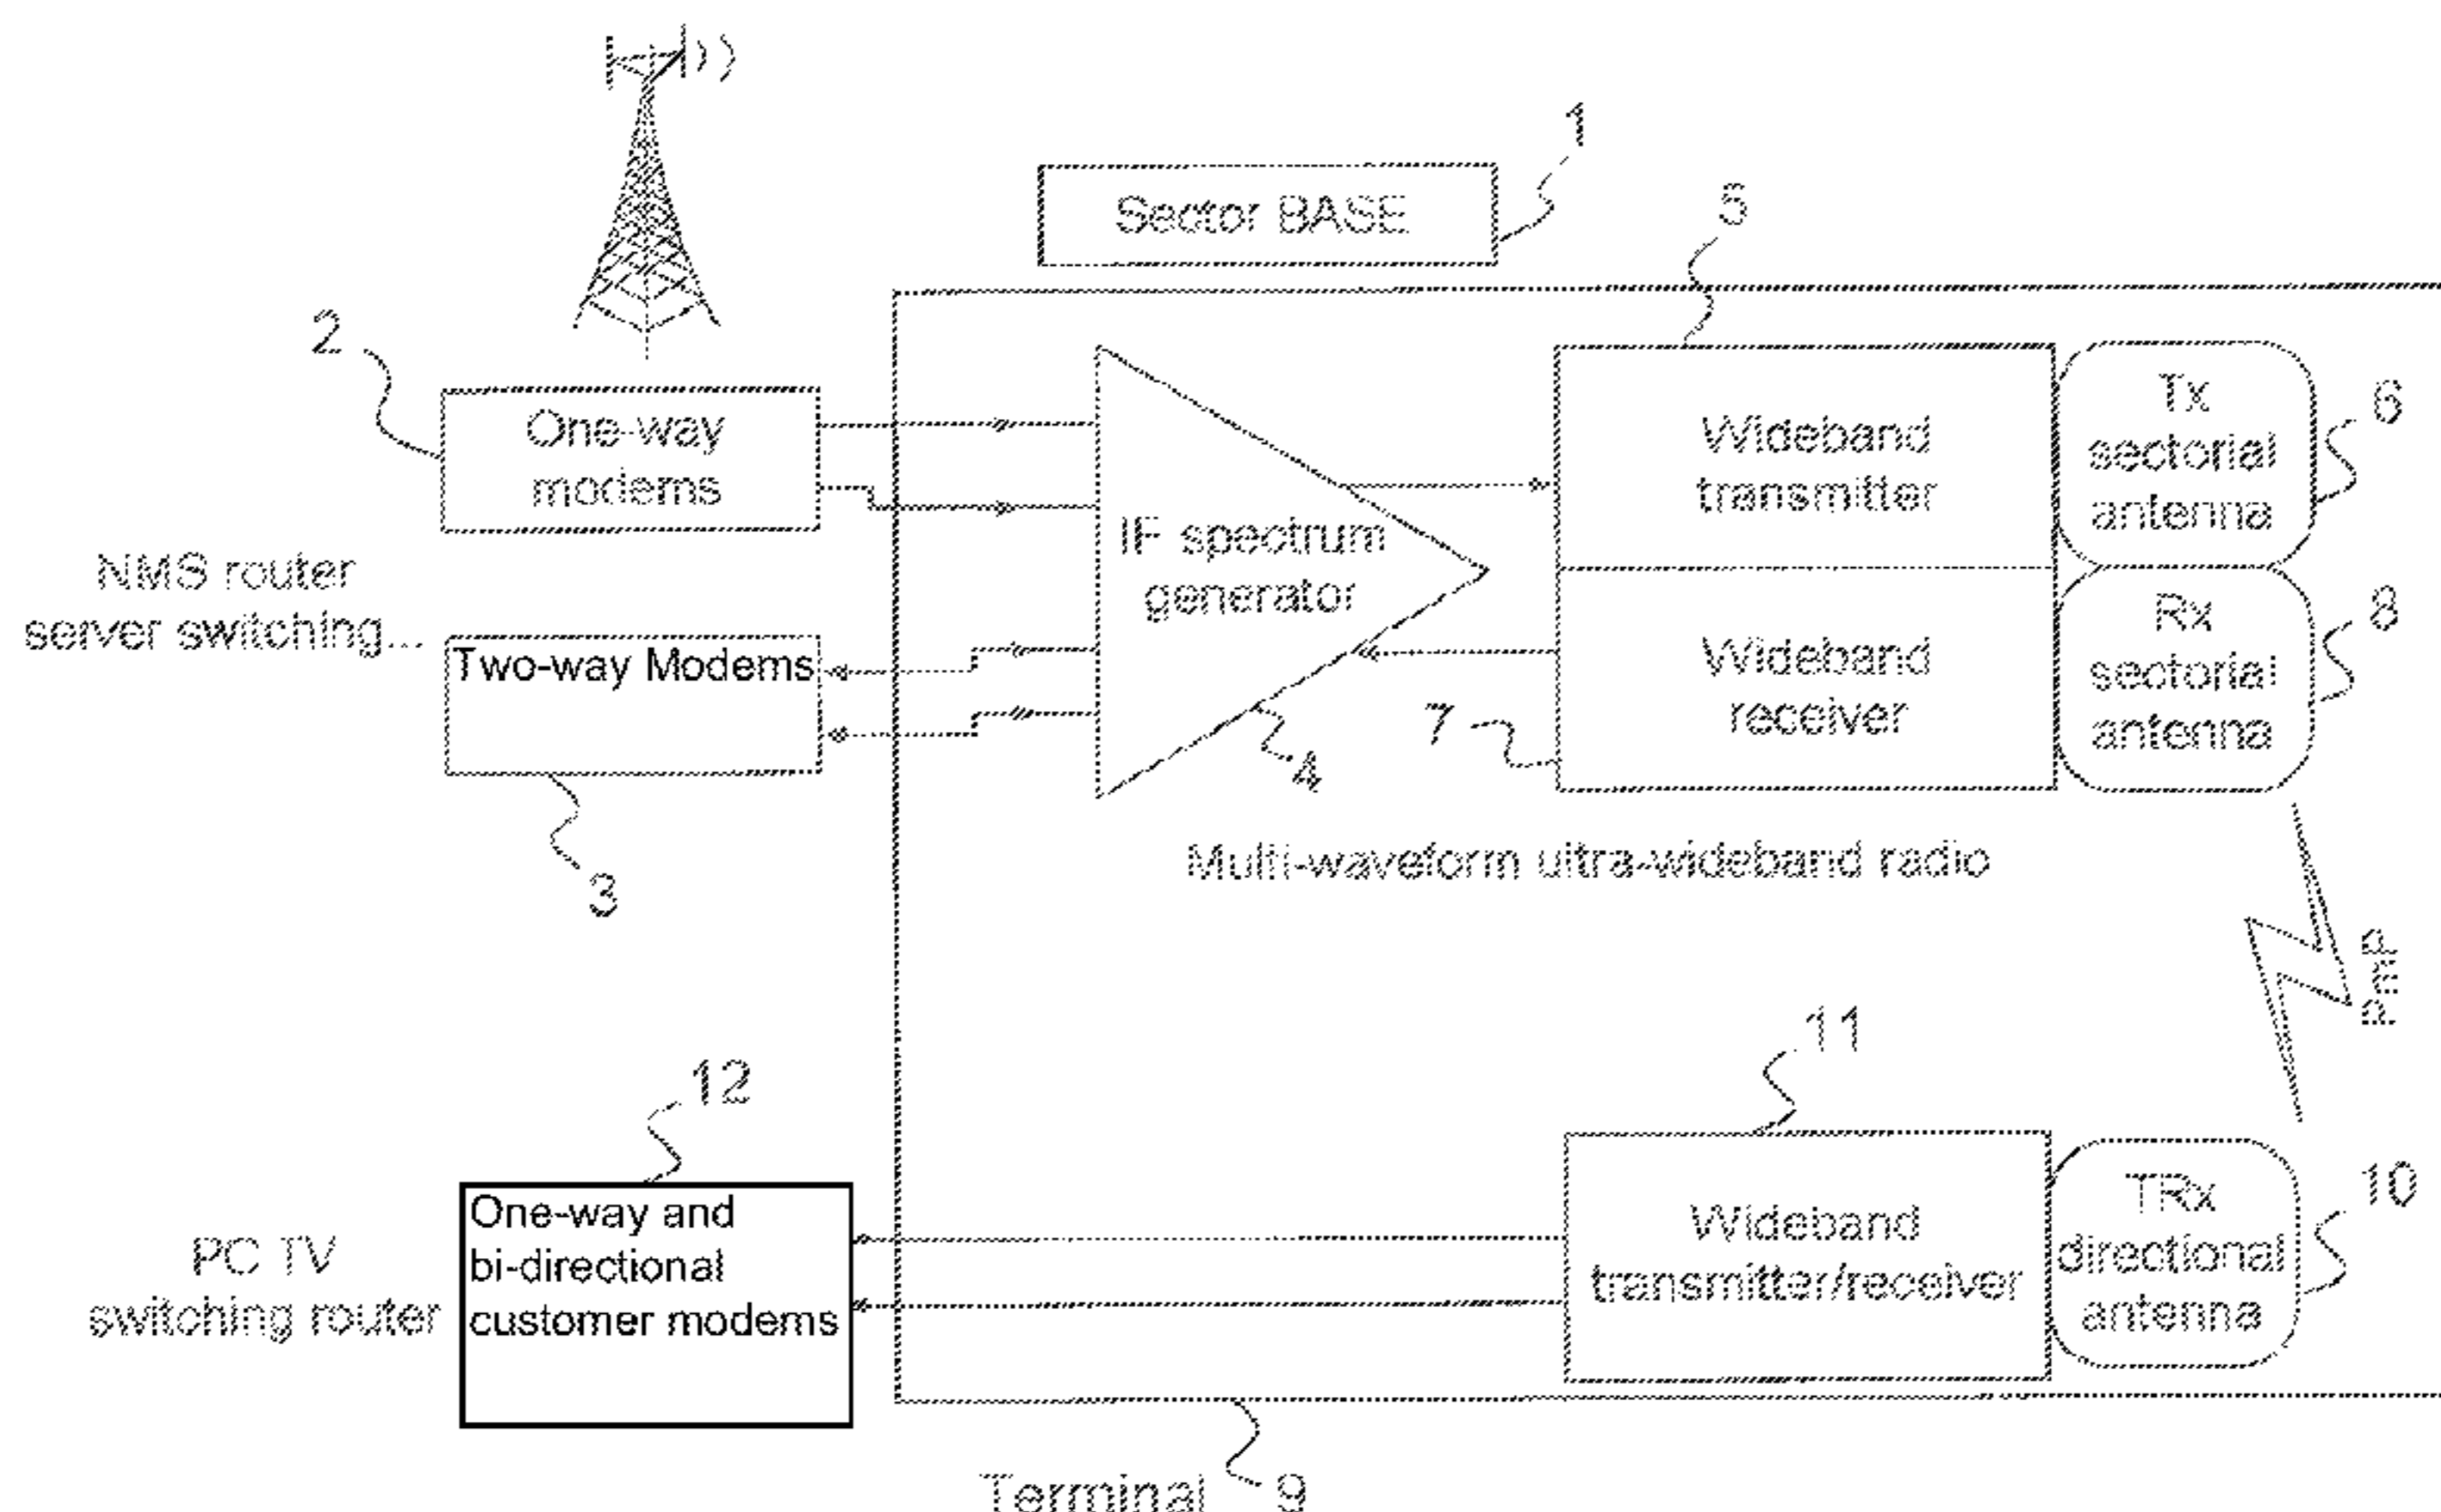 1
Sector BASE
5
2
One-way
modems
IF spectrum
generator
4
Wideband
transmitter
Tx
sectorial
antenna
6
NMS router
server switching...
Two-way Modems
3
7
Wideband
receiver
Rx
sectorial
antenna
8
Multi-waveform ultra-wideband radio
11
12
PC TV
switching router
One-way and
bi-directional
customer modems
Wideband
transmitter/receiver
TRx
directional
antenna
10
Terminal 9